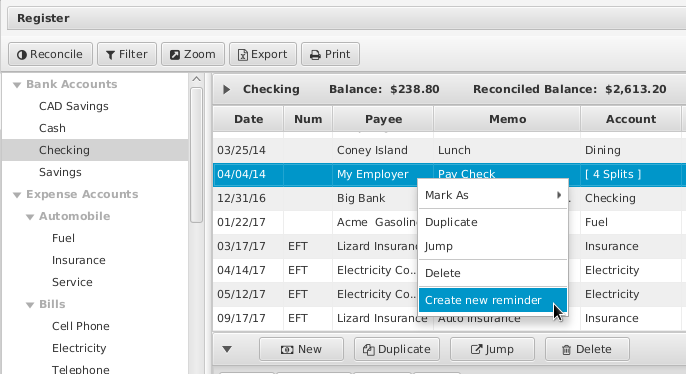 Register
Reconcile Filter Zoom Export Print
Bank Accounts
CAD Savings
Cash
Checking
Savings
Expense Accounts
Automobile
Fuel
Insurance
Service
Bills
Cell Phone
Electricity
Telephone
Checking Balance: $238.80 Reconciled Balance: $2,613.20
Date Num Payee Memo Account
03/25/14 Coney Island Lunch Dining
04/04/14 My Employer Pay Check [ 4 Splits ]
12/31/16 Big Bank Checking
01/22/17 Acme Gasolin Fuel
03/17/17 EFT Lizard Insuranc Insurance
04/14/17 EFT Electricity Co... Electricity
05/12/17 EFT Electricity Co... Electricity
09/17/17 EFT Lizard Insurance Auto Insurance Insurance
Mark As
Duplicate
Jump
Delete
Create new reminder
New Duplicate Jump Delete